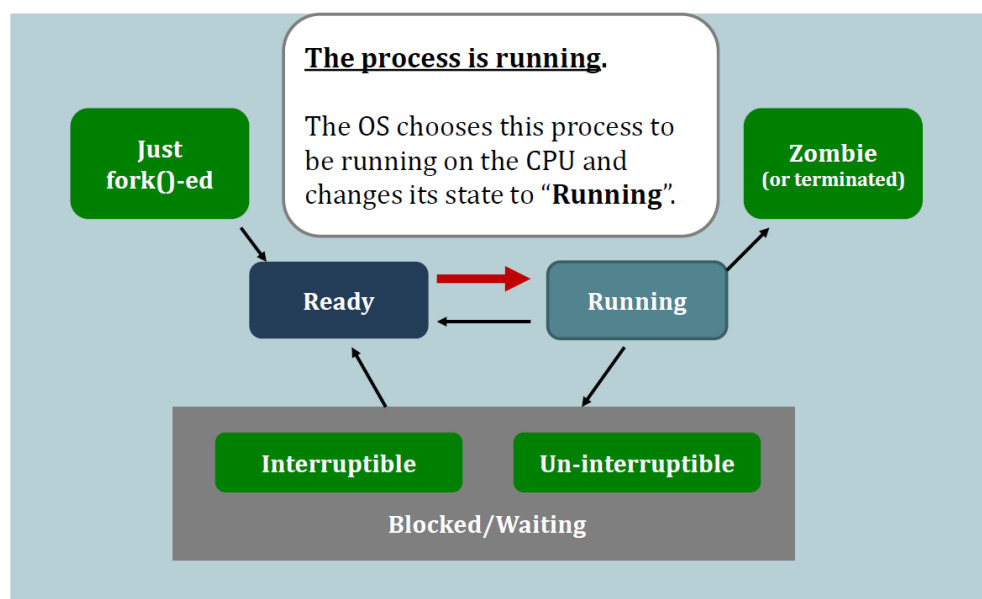 The process is running.
The OS chooses this process to
be running on the CPU and
changes its state to “Running”.
Just
fork()-ed
Zombie
(or terminated)
Ready
Running
Interruptible
Un-interruptible
Blocked/Waiting